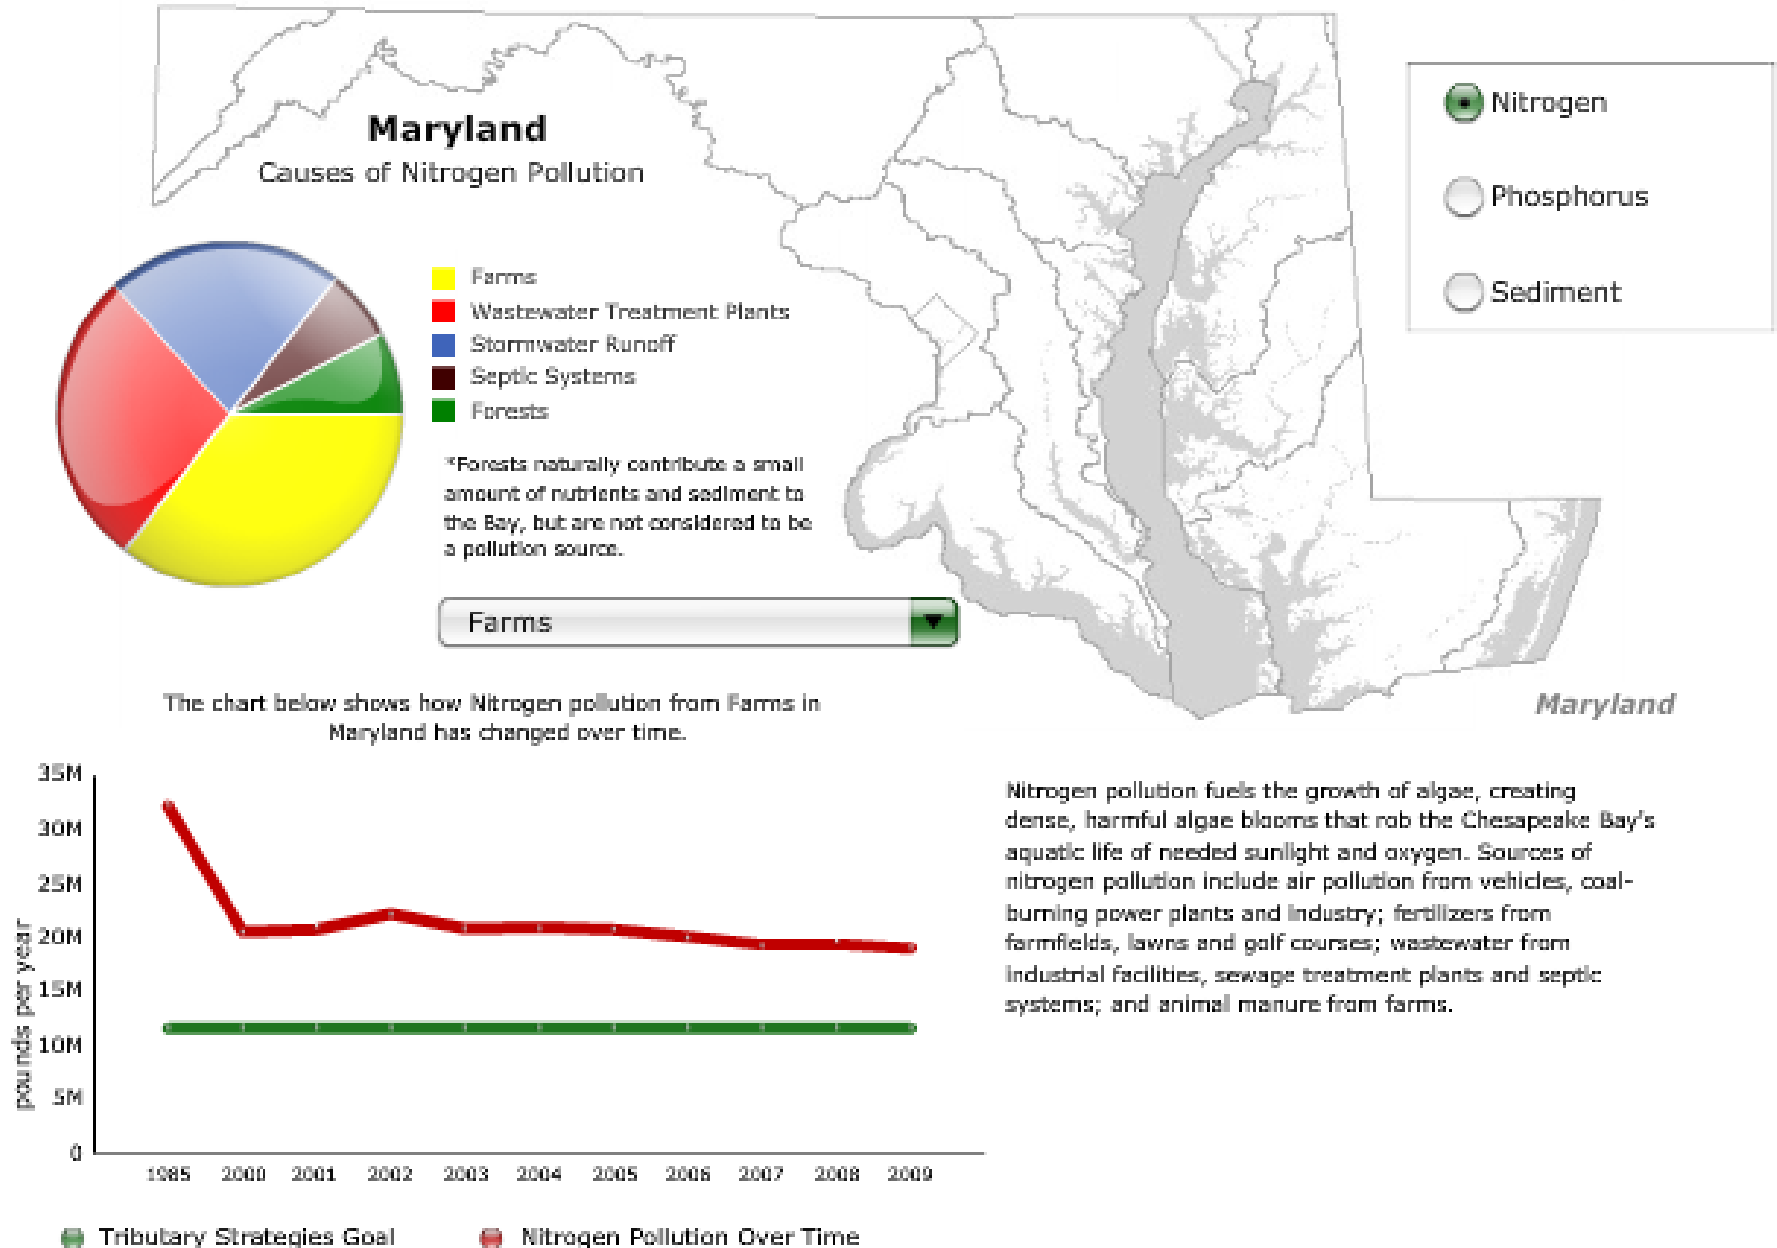 Maryland
Causes of Nitrogen Pollution
Nitrogen
Phosphorus
Sediment
Farms
Wastewater Treatment Plants
Stormwater Runoff
Septic Systems
Forests
*Forests naturally contribute a small
amount of nutrients and sediment to
the Bay, but are not considered to be
a pollution source.
Farms
Maryland
The chart below shows how Nitrogen pollution from Farms in
Maryland has changed over time.
35M
30M
25M
20M
15M
10M
5M
0
pounds per year
1985 2000 2001 2002 2003 2004 2005 2006 2007 2008 2009
Tributary Strategies Goal
Nitrogen Pollution Over Time
Nitrogen pollution fuels the growth of algae, creating
dense, harmful algae blooms that rob the Chesapeake Bay's
aquatic life of needed sunlight and oxygen. Sources of
nitrogen pollution include air pollution from vehicles, coal-
burning power plants and industry; fertilizers from
farmfields, lawns and golf courses; wastewater from
industrial facilities, sewage treatment plants and septic
systems; and animal manure from farms.